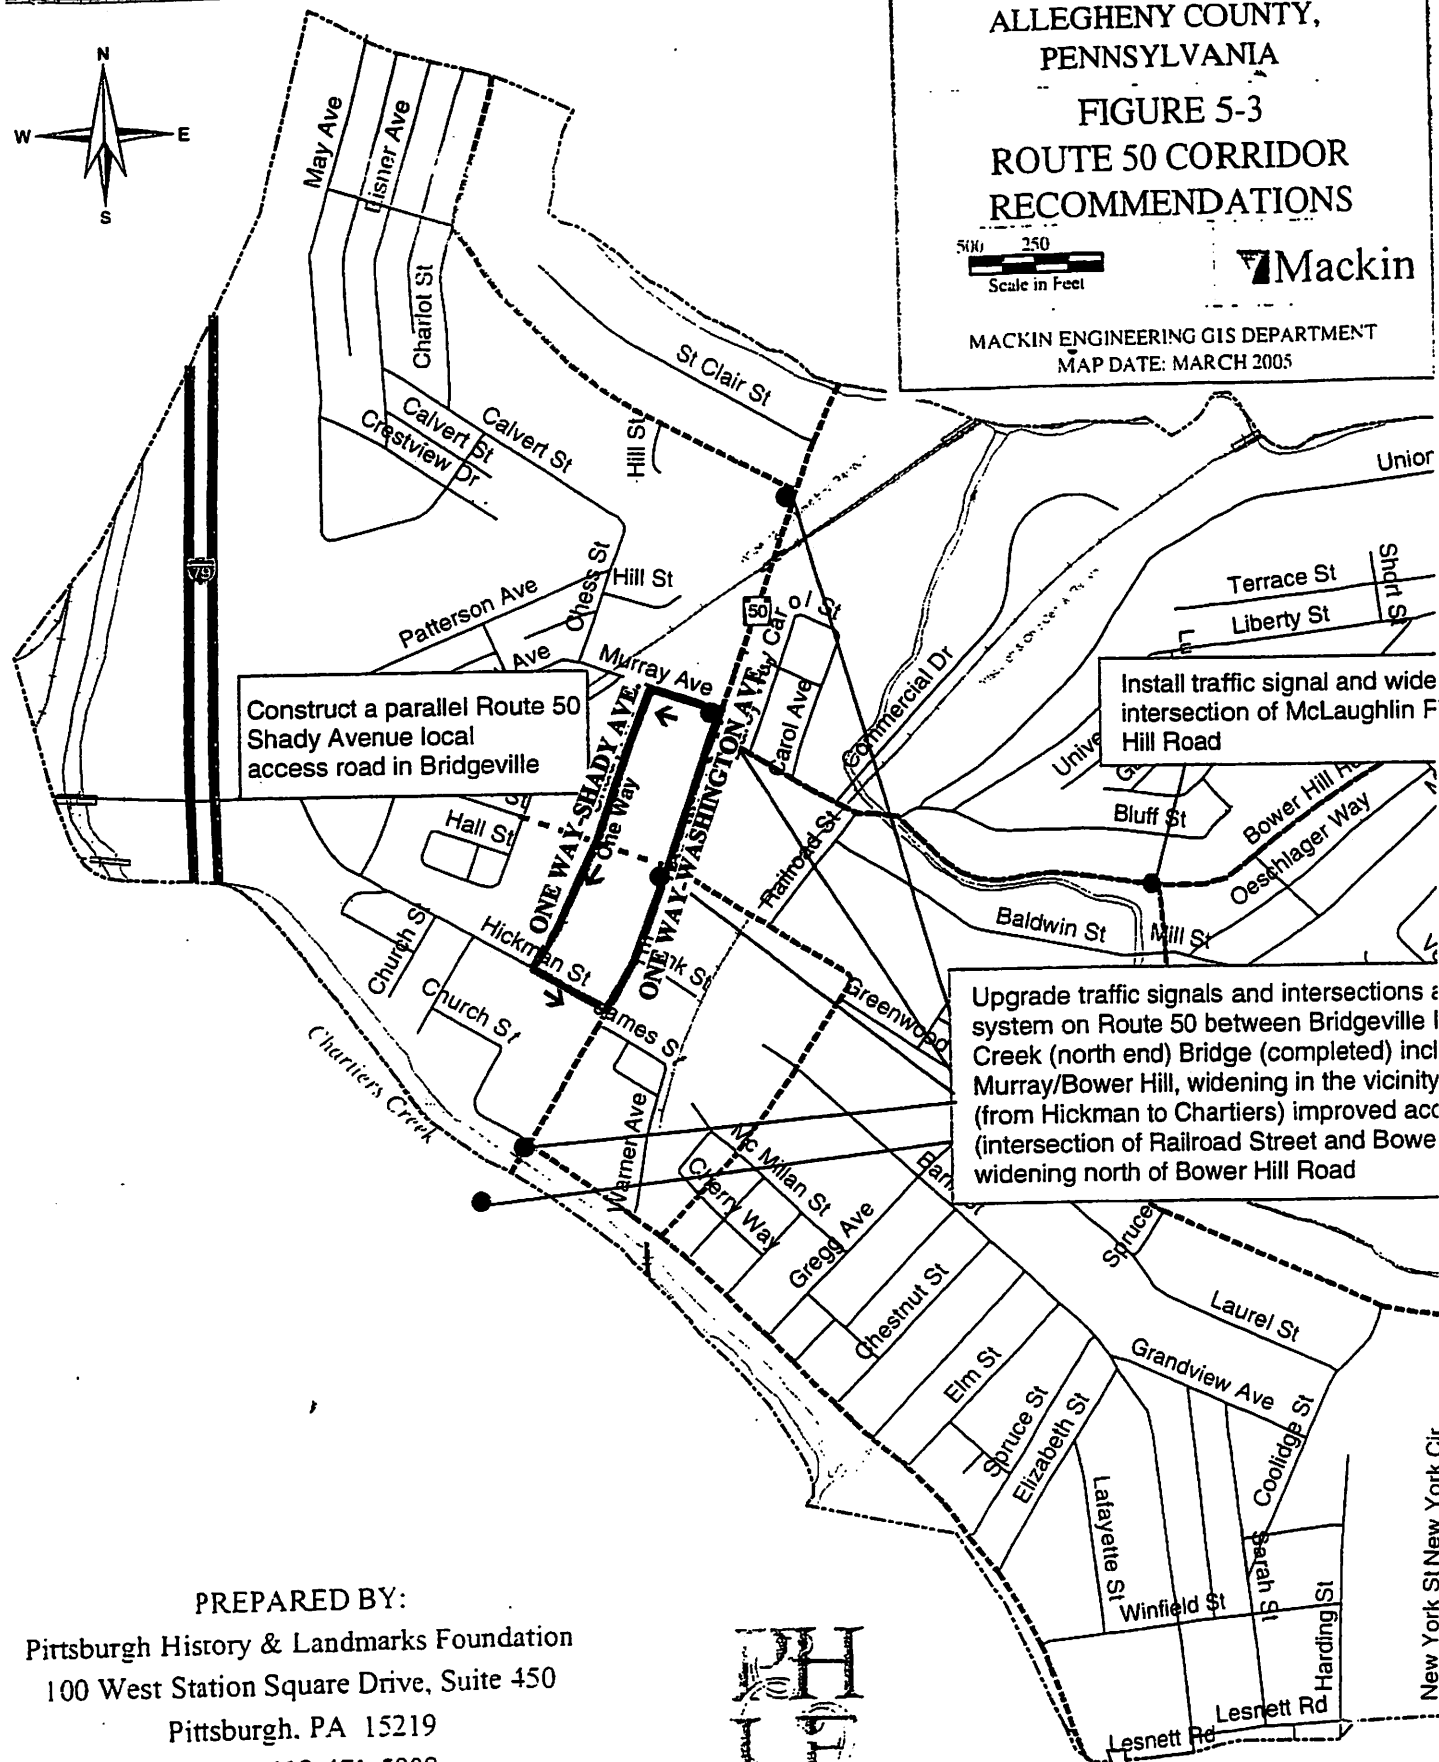 ALLEGHENY COUNTY,
PENNSYLVANIA
FIGURE 5-3
ROUTE 50 CORRIDOR
RECOMMENDATIONS
500 250
Scale in Feet
Mackin
MACKIN ENGINEERING GIS DEPARTMENT
MAP DATE: MARCH 2005
N
W E
S
May Ave
Charlot St
St Clair St
Calvert St
Calvert St
Crestview Dr
Hill St
79
Union
Terrace St
Short St
Liberty St
Patterson Ave
Chess St
Hill St
50
Carol St
Ave
Murray Ave
Carol Ave
Commercial Dr
Construct a parallel Route 50
Shady Avenue local
access road in Bridgeville
Install traffic signal and wide
intersection of McLaughlin
Hill Road
ONE WAY-SHADY AVE.
One Way
ONE WAY-WASHINGTON AVE.
St
Hall St
Bluff St
Bower Hill
Oeschlager Way
Railroad St
Baldwin St
Mill St
Church St
Hickman St
Church St
James St
Greenwood
Chartiers Creek
Upgrade traffic signals and intersections
system on Route 50 between Bridgeville
Creek (north end) Bridge (completed) incl
Murray/Bower Hill, widening in the vicinity
(from Hickman to Chartiers) improved acc
(intersection of Railroad Street and Bowe
widening north of Bower Hill Road
Warner Ave
Mc Millan St
Cherry Way
Gregg Ave
Chestnut St
Spruce
Laurel St
Grandview Ave
Elm St
Spruce St
Elizabeth St
Coolidge St
Lafayette St
Sarah St
Winfield St
Harding St
New York St New York Cir
Lesnett Rd
Lesnett Rd
PREPARED BY:
Pittsburgh History & Landmarks Foundation
100 West Station Square Drive, Suite 450
Pittsburgh, PA 15219